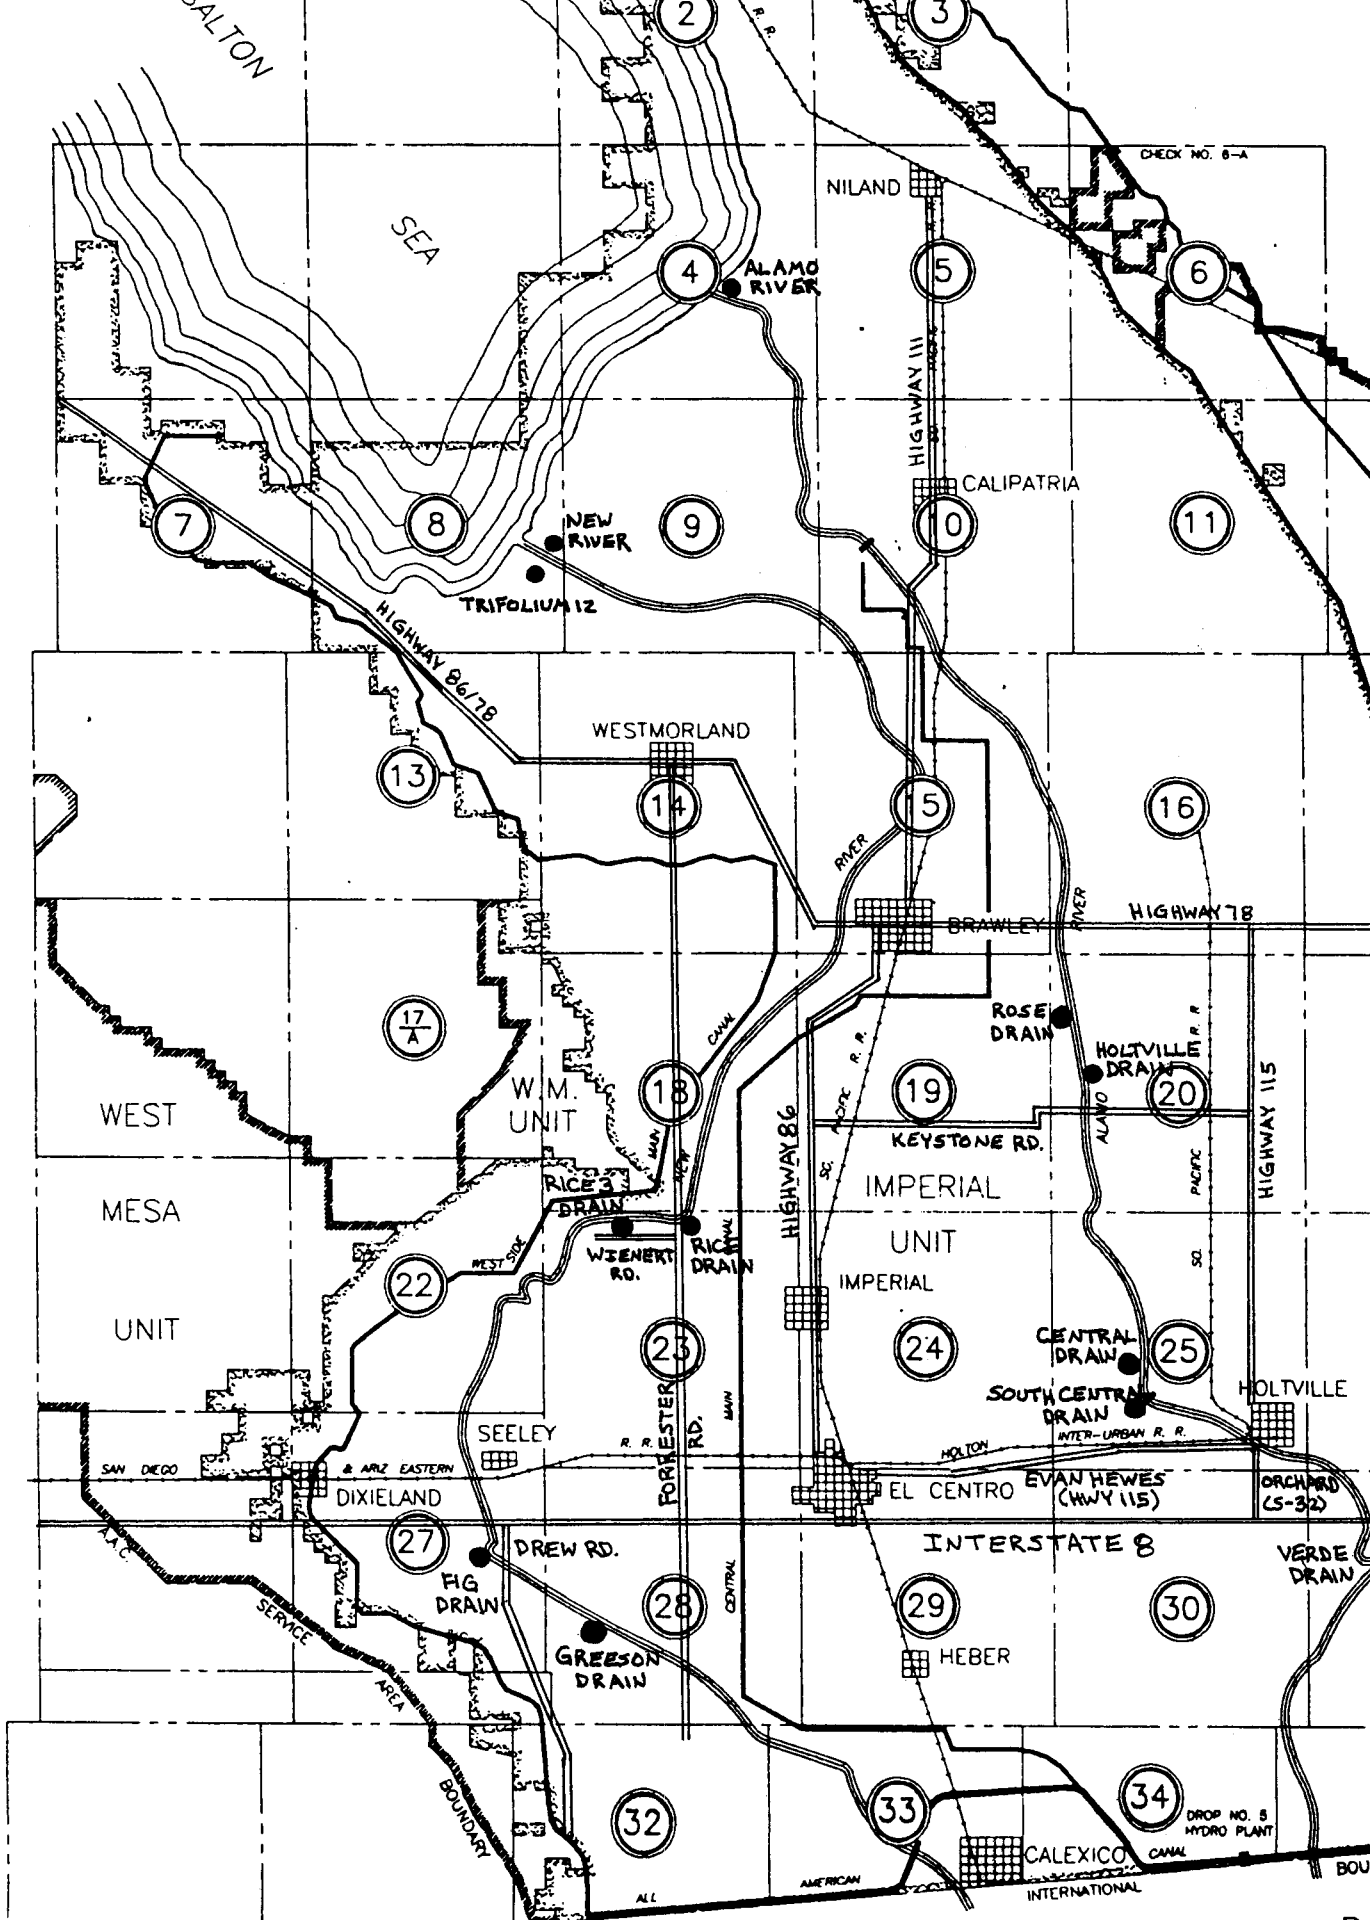 2
R. R.
3
SALTON
CHECK NO. 6-A
NILAND
SEA
4
ALAMO
RIVER
5
6
HIGHWAY 111
CALIPATRIA
7
8
NEW
RIVER
9
10
11
TRIFOLIUM 12
HIGHWAY 86/78
WESTMORLAND
13
14
15
16
RIVER
RIVER
HIGHWAY 78
BRAWLEY
17
A
ROSE
DRAIN
CANAL
R. R.
R. R
HOLTVILLE
DRAIN
W.M.
UNIT
18
19
20
WEST
PACIFIC
ALAMO
HIGHWAY 115
HIGHWAY 86
KEYSTONE RD.
MAIN
NEW
SO.
PACIFIC
RICE 3
DRAIN
IMPERIAL
UNIT
MESA
WIENERT
RD.
RICE
DRAIN
CANAL
WEST SIDE
SO.
22
IMPERIAL
UNIT
23
24
CENTRAL
DRAIN
25
FORRESTER
RD.
MAIN
SOUTH CENTRAL
DRAIN
HOLTVILLE
SEELEY
R. R.
HOLTON
INTER-URBAN R. R.
SAN DIEGO
& ARIZ EASTERN
DIXIELAND
EL CENTRO
EVAN HEWES
(HWY 115)
ORCHARD
(S-32)
INTERSTATE 8
27
DREW RD.
VERDE
DRAIN
A.A.C.
FIG
DRAIN
CENTRAL
28
29
30
SERVICE
GREESON
DRAIN
HEBER
AREA
BOUNDARY
32
33
34
DROP NO. 5
HYDRO PLANT
CALEXICO
CANAL
BOU
ALL
AMERICAN
INTERNATIONAL